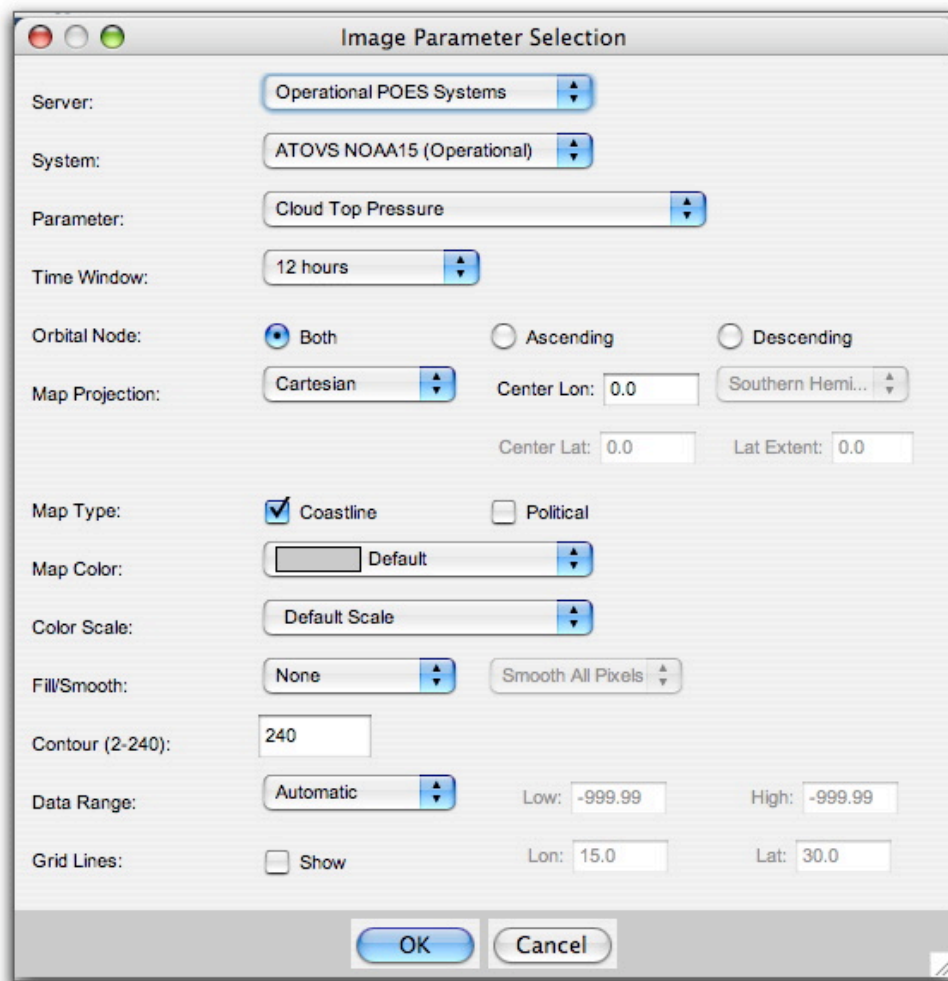 Image Parameter Selection
Server: Operational POES Systems
System: ATOVS NOAA15 (Operational)
Parameter: Cloud Top Pressure
Time Window: 12 hours
Orbital Node: Both Ascending Descending
Map Projection: Cartesian Center Lon: 0.0 Southern Hemi...
Center Lat: 0.0 Lat Extent: 0.0
Map Type: Coastline Political
Map Color: Default
Color Scale: Default Scale
Fill/Smooth: None Smooth All Pixels
Contour (2-240): 240
Data Range: Automatic Low: -999.99 High: -999.99
Grid Lines: Show Lon: 15.0 Lat: 30.0
OK Cancel